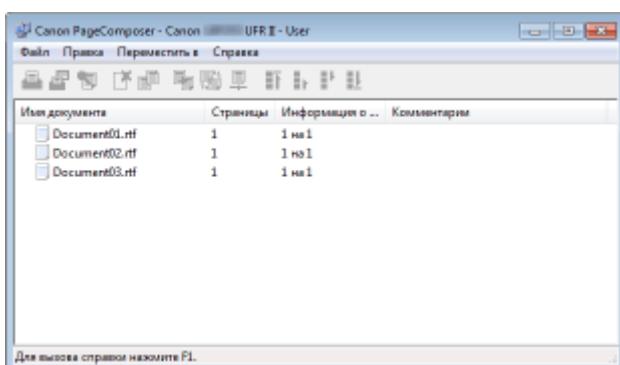 Canon PageComposer - Canon UFR II - User
Файл Правка Переместить в Справка
Имя документа Страницы Информация о ... Комментарии
Document01.rtf 1 1 на 1
Document02.rtf 1 1 на 1
Document03.rtf 1 1 на 1
Для вызова справки нажмите F1.